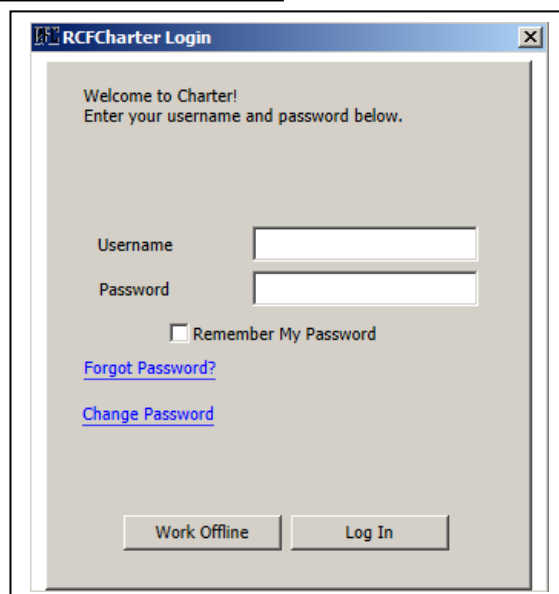 RCFCharter Login
Welcome to Charter!
Enter your username and password below.
Username
Password
Remember My Password
Forgot Password?
Change Password
Work Offline Log In